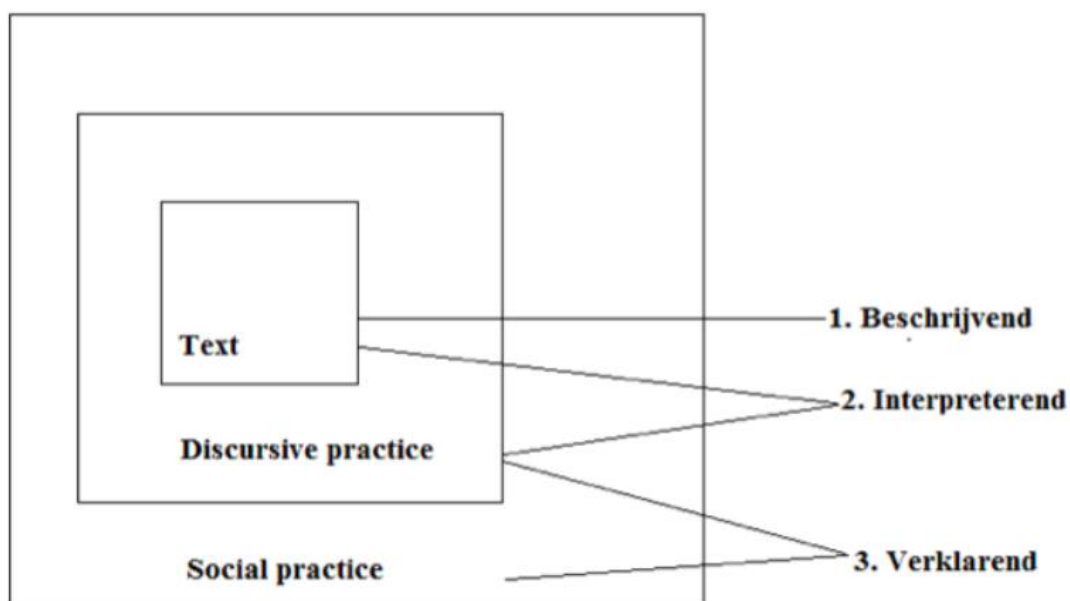 1. Beschrijvend
Text
2. Interpreterend
Discursive practice
3. Verklarend
Social practice